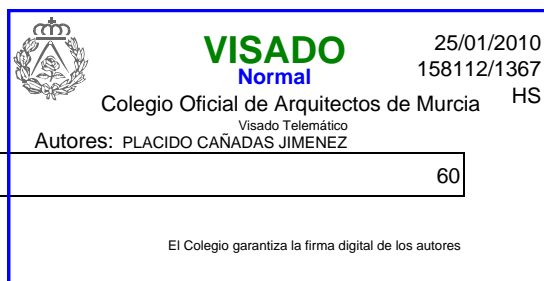 VISADO
25/01/2010
Normal
158112/1367
Colegio Oficial de Arquitectos de Murcia
HS
Visado Telemático
Autores: PLACIDO CAÑADAS JIMENEZ
60
El Colegio garantiza la firma digital de los autores